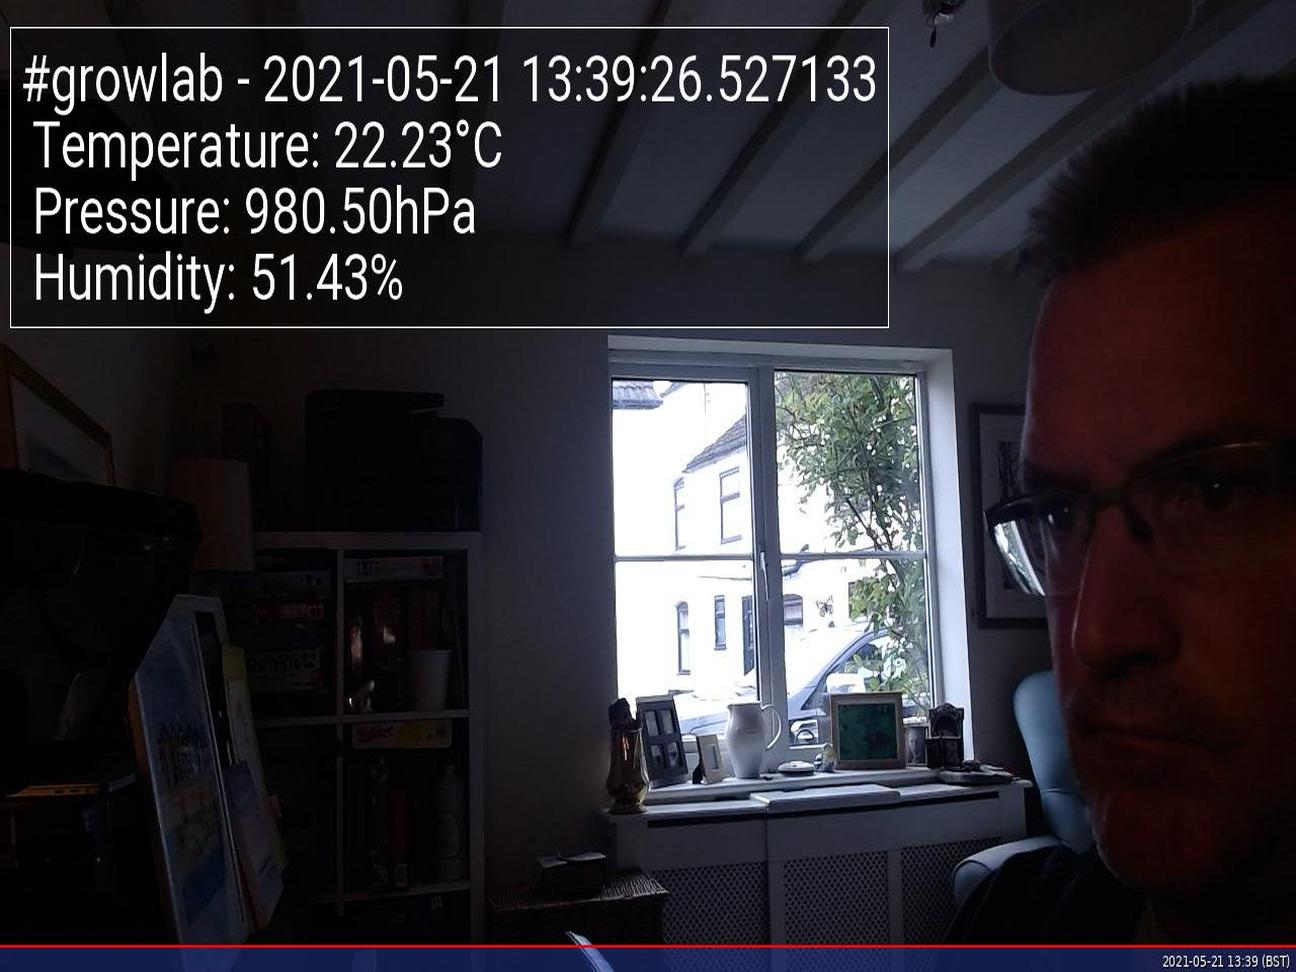 #growlab - 2021-05-21 13:39:26.527133
Temperature: 22.23°C
Pressure: 980.50hPa
Humidity: 51.43%
2021-05-21 13:39 (BST)